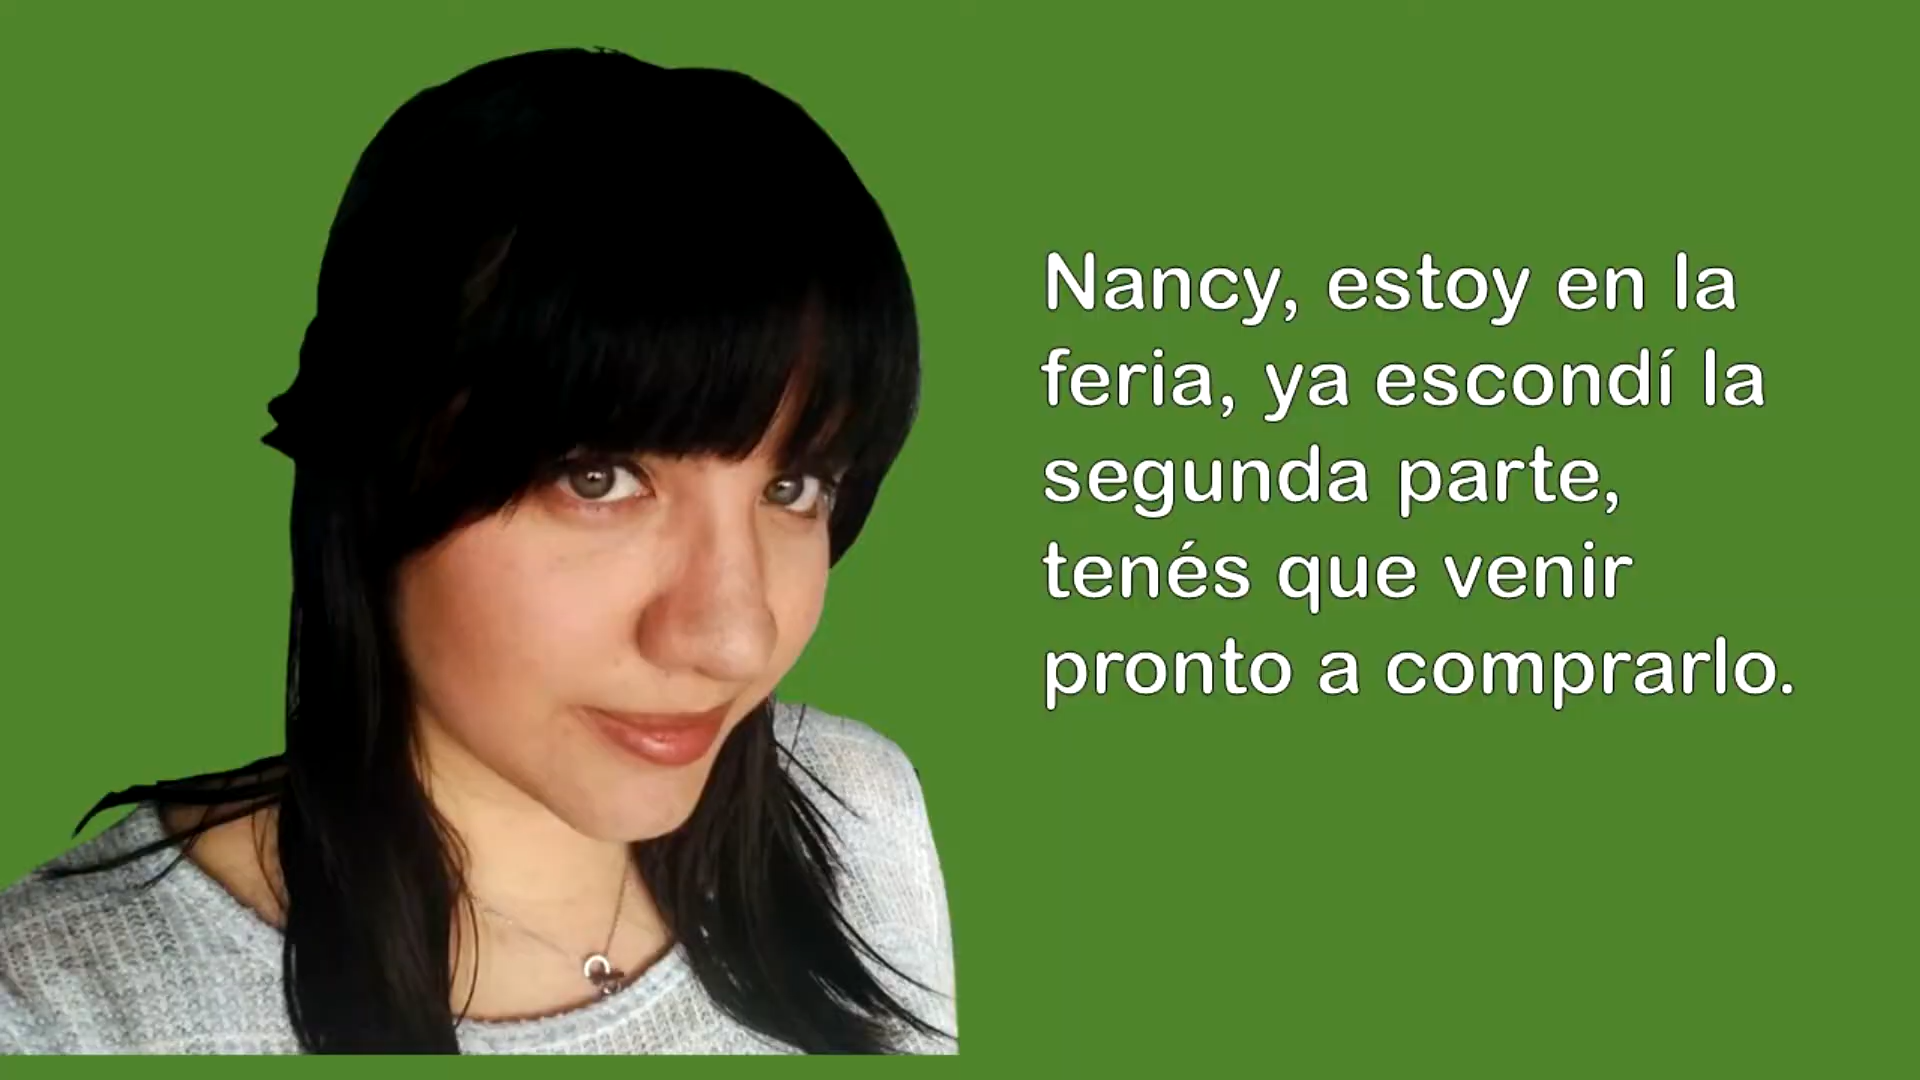 Nancy, estoy en la
feria, ya escondí la
segunda parte,
tenés que venir
pronto a comprarlo.